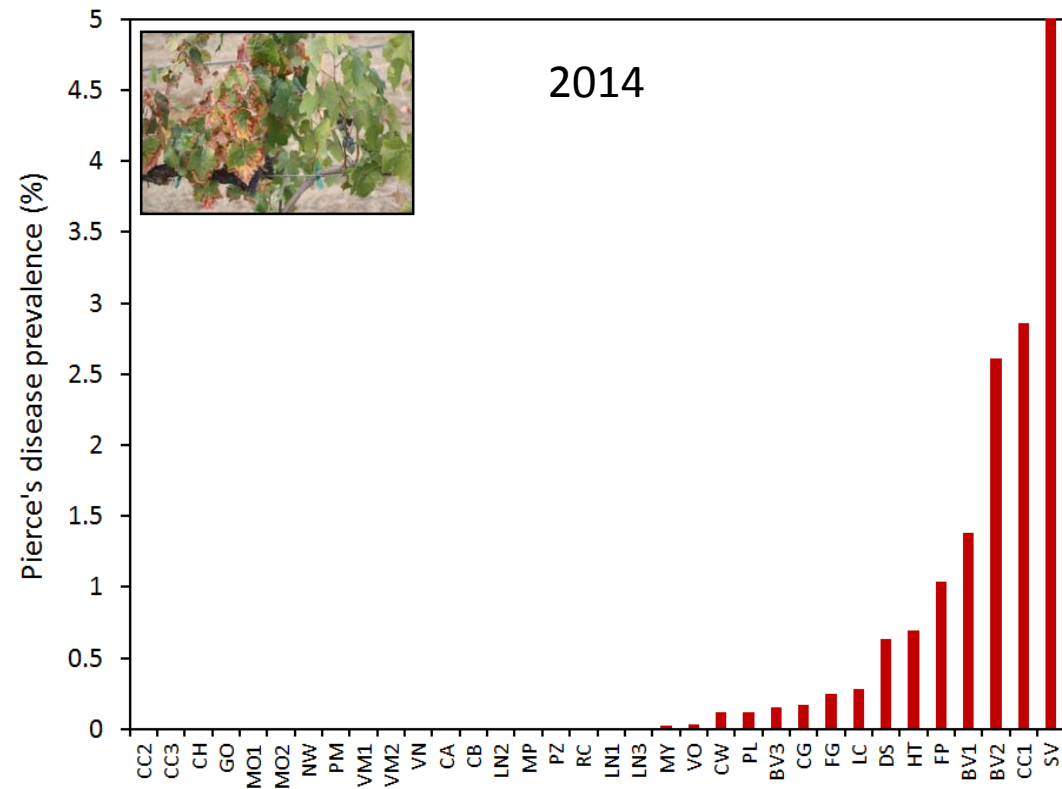 2014
Pierce's disease prevalence (%)
5
4.5
4
3.5
3
2.5
2
1.5
1
0.5
0
CC2
CC3
CH
GO
MO1
MO2
NW
PM
VM1
VM2
VN
CA
CB
LN2
MP
PZ
RC
LN1
LN3
MY
VO
CW
PL
BV3
CG
FG
LC
DS
HT
FP
BV1
BV2
CC1
SV